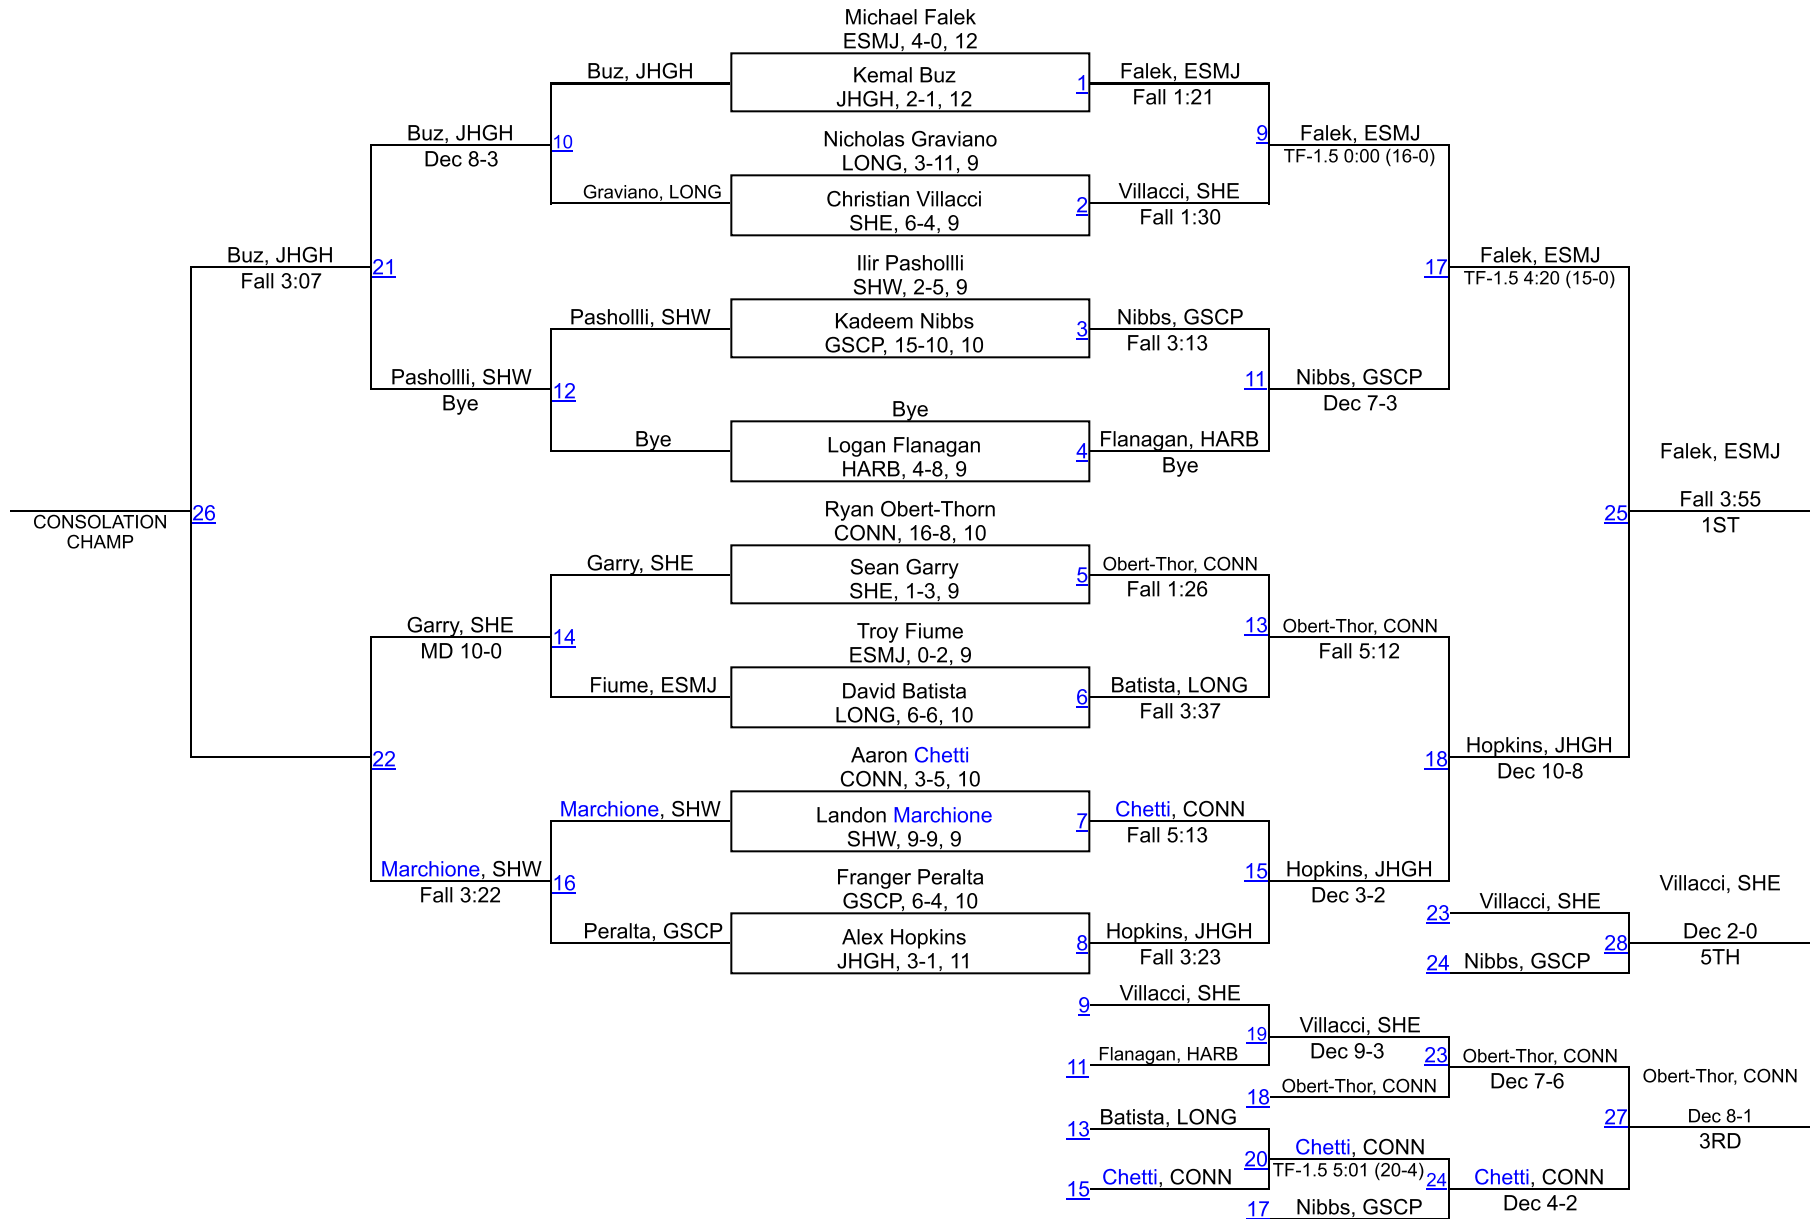 Michael Falek
ESMJ, 4-0, 12
Buz, JHGH
Kemal Buz
JHGH, 2-1, 12
1
Falek, ESMJ
Fall 1:21
Buz, JHGH
Dec 8-3
10
Nicholas Graviano
LONG, 3-11, 9
9
Falek, ESMJ
TF-1.5 0:00 (16-0)
Graviano, LONG
Christian Villacci
SHE, 6-4, 9
2
Villacci, SHE
Fall 1:30
Buz, JHGH
Fall 3:07
21
Ilir Pashollli
SHW, 2-5, 9
17
Falek, ESMJ
TF-1.5 4:20 (15-0)
Pashollli, SHW
Kadeem Nibbs
GSCP, 15-10, 10
3
Nibbs, GSCP
Fall 3:13
Pashollli, SHW
Bye
12
11
Nibbs, GSCP
Dec 7-3
Bye
Bye
Logan Flanagan
HARB, 4-8, 9
4
Flanagan, HARB
Bye
Falek, ESMJ
CONSOLATION
CHAMP
26
Ryan Obert-Thorn
CONN, 16-8, 10
25
Fall 3:55
1ST
Garry, SHE
Sean Garry
SHE, 1-3, 9
5
Obert-Thor, CONN
Fall 1:26
Garry, SHE
MD 10-0
14
Troy Fiume
ESMJ, 0-2, 9
13
Obert-Thor, CONN
Fall 5:12
Fiume, ESMJ
David Batista
LONG, 6-6, 10
6
Batista, LONG
Fall 3:37
22
Aaron Chetti
CONN, 3-5, 10
18
Hopkins, JHGH
Dec 10-8
Marchione, SHW
Landon Marchione
SHW, 9-9, 9
7
Chetti, CONN
Fall 5:13
Marchione, SHW
Fall 3:22
16
Franger Peralta
GSCP, 6-4, 10
15
Hopkins, JHGH
Dec 3-2
Peralta, GSCP
Alex Hopkins
JHGH, 3-1, 11
8
Hopkins, JHGH
Fall 3:23
23
Villacci, SHE
24
Nibbs, GSCP
28
Villacci, SHE
Dec 2-0
5TH
9
Villacci, SHE
11
Flanagan, HARB
19
Villacci, SHE
Dec 9-3
18
Obert-Thor, CONN
23
Obert-Thor, CONN
Dec 7-6
13
Batista, LONG
15
Chetti, CONN
20
Chetti, CONN
TF-1.5 5:01 (20-4)
17
Nibbs, GSCP
24
Chetti, CONN
Dec 4-2
27
Obert-Thor, CONN
Dec 8-1
3RD